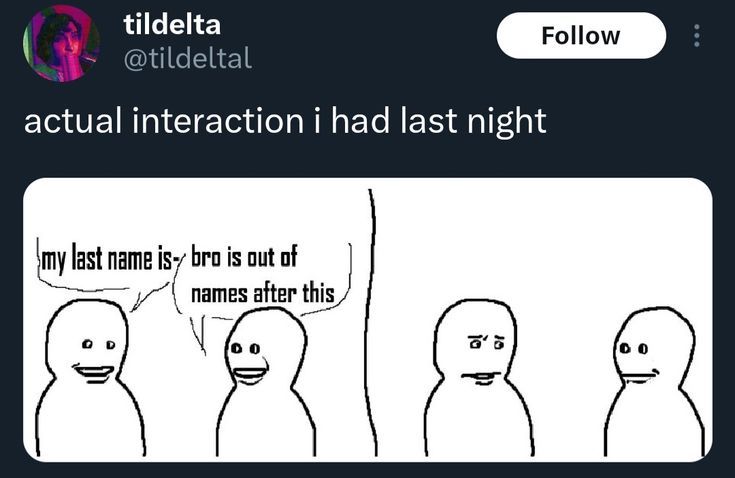 tildelta
@tildeltal
Follow
actual interaction i had last night
my last name is-
bro is out of
names after this